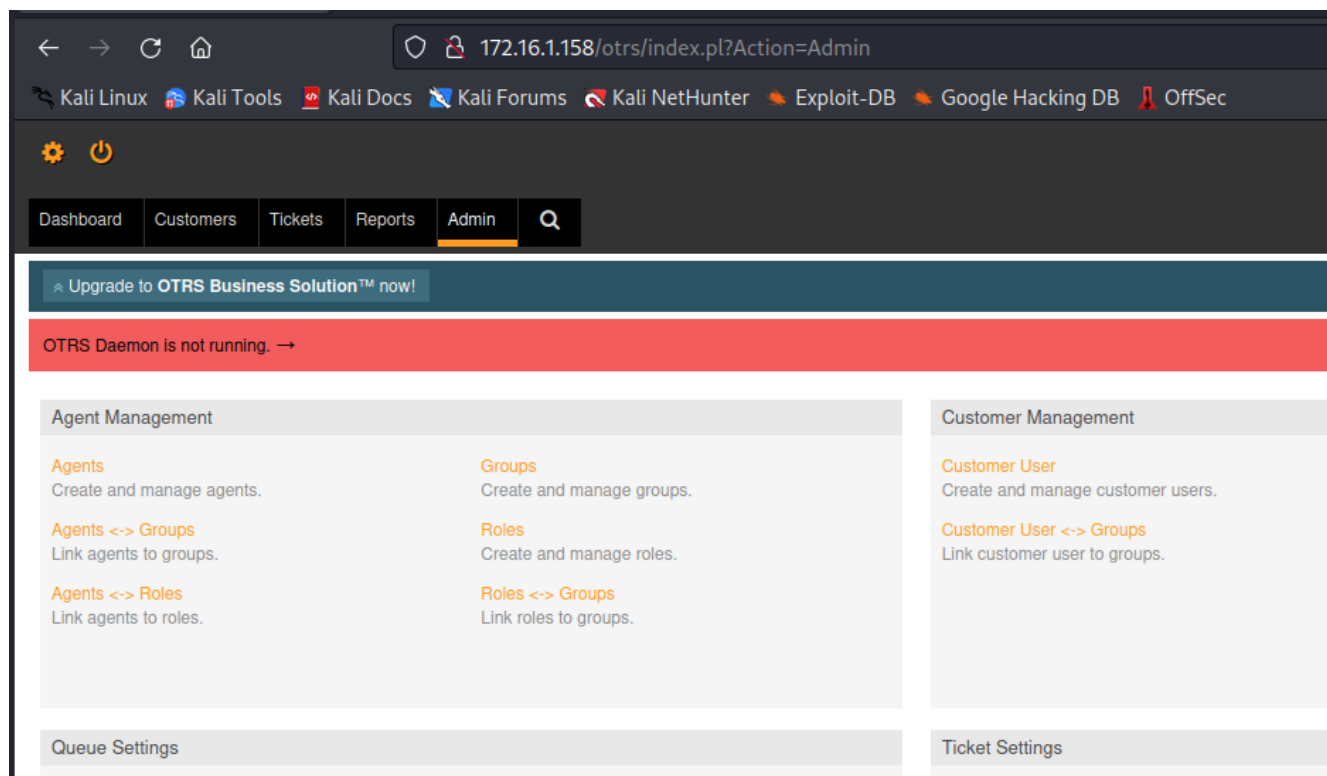 172.16.1.158/otrs/index.pl?Action=Admin
Kali Linux Kali Tools Kali Docs Kali Forums Kali NetHunter Exploit-DB Google Hacking DB OffSec
Dashboard Customers Tickets Reports Admin
Upgrade to OTRS Business Solution™ now!
OTRS Daemon is not running. →
Agent Management
Agents
Create and manage agents.
Agents <-> Groups
Link agents to groups.
Agents <-> Roles
Link agents to roles.
Groups
Create and manage groups.
Roles
Create and manage roles.
Roles <-> Groups
Link roles to groups.
Customer Management
Customer User
Create and manage customer users.
Customer User <-> Groups
Link customer user to groups.
Queue Settings
Ticket Settings